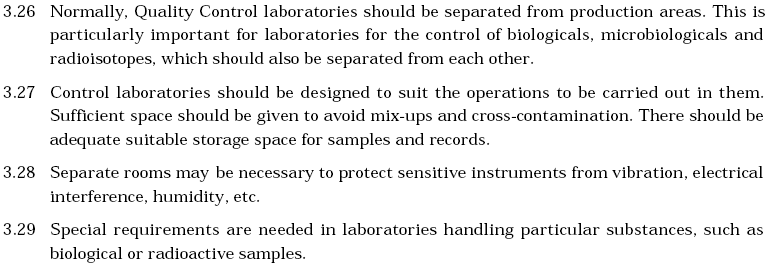 3.26 Normally, Quality Control laboratories should be separated from production areas. This is
particularly important for laboratories for the control of biologicals, microbiologicals and
radioisotopes, which should also be separated from each other.
3.27 Control laboratories should be designed to suit the operations to be carried out in them.
Sufficient space should be given to avoid mix-ups and cross-contamination. There should be
adequate suitable storage space for samples and records.
3.28 Separate rooms may be necessary to protect sensitive instruments from vibration, electrical
interference, humidity, etc.
3.29 Special requirements are needed in laboratories handling particular substances, such as
biological or radioactive samples.